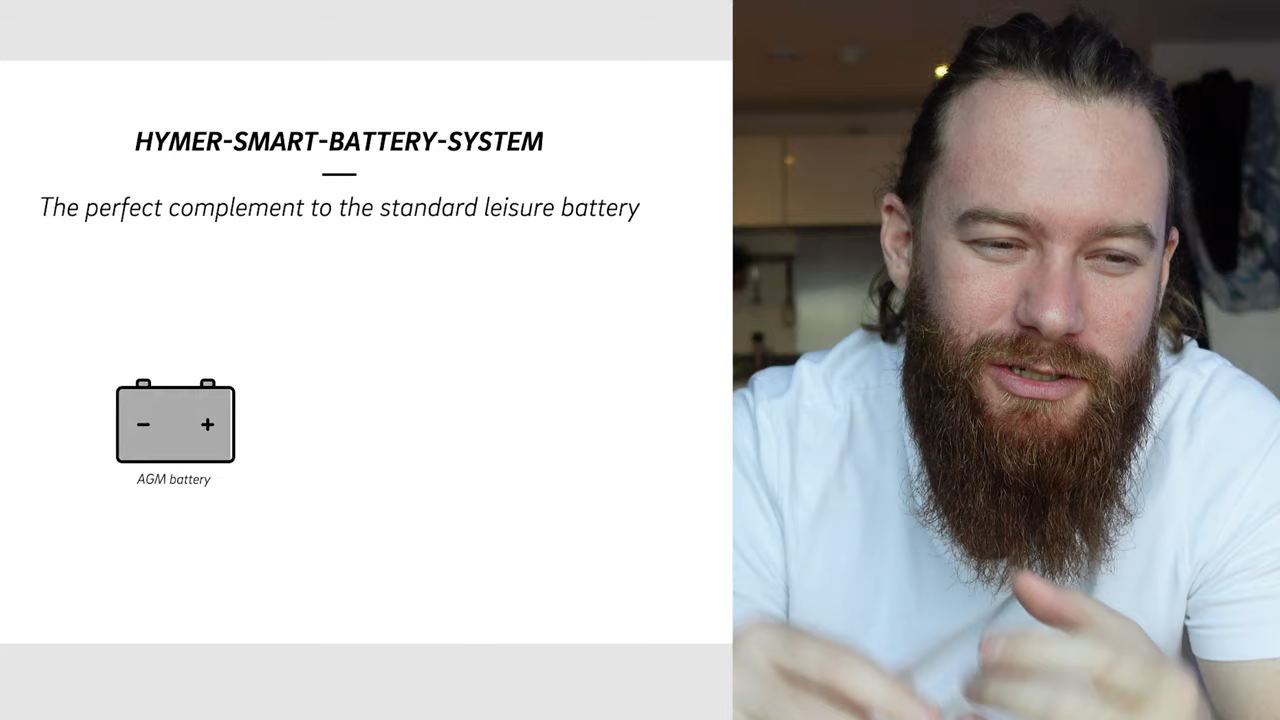 HYMER-SMART-BATTERY-SYSTEM
The perfect complement to the standard leisure battery
AGM battery